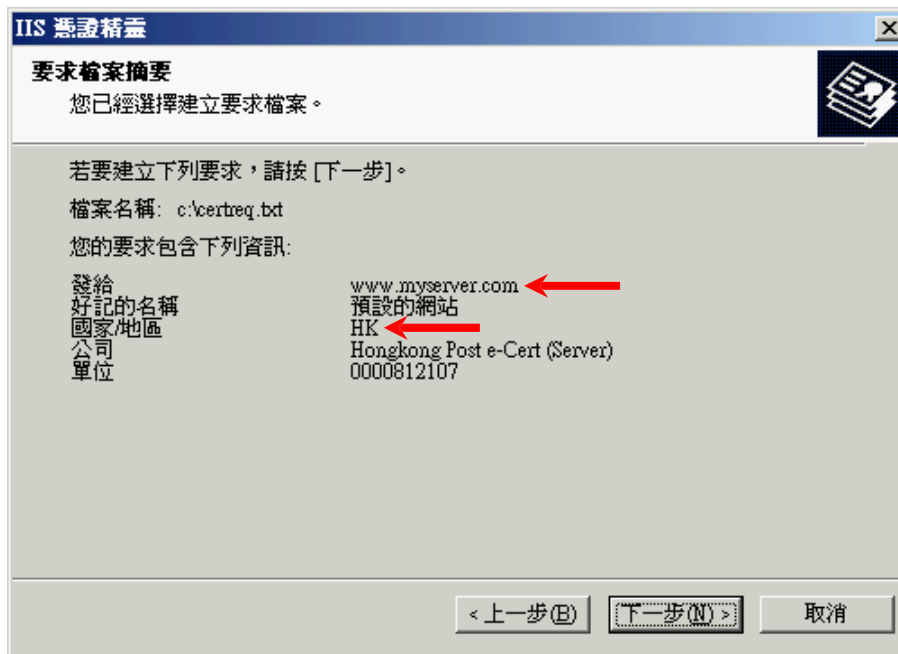 IIS 憑證精靈
要求檔案摘要
您已經選擇建立要求檔案。
若要建立下列要求，請按 [下一步]。
檔案名稱: c:\certreq.txt
您的要求包含下列資訊:
發給 www.myserver.com
好記的名稱 預設的網站
國家/地區 HK
公司 Hongkong Post e-Cert (Server)
單位 0000812107
< 上一步(B) 下一步(N) > 取消